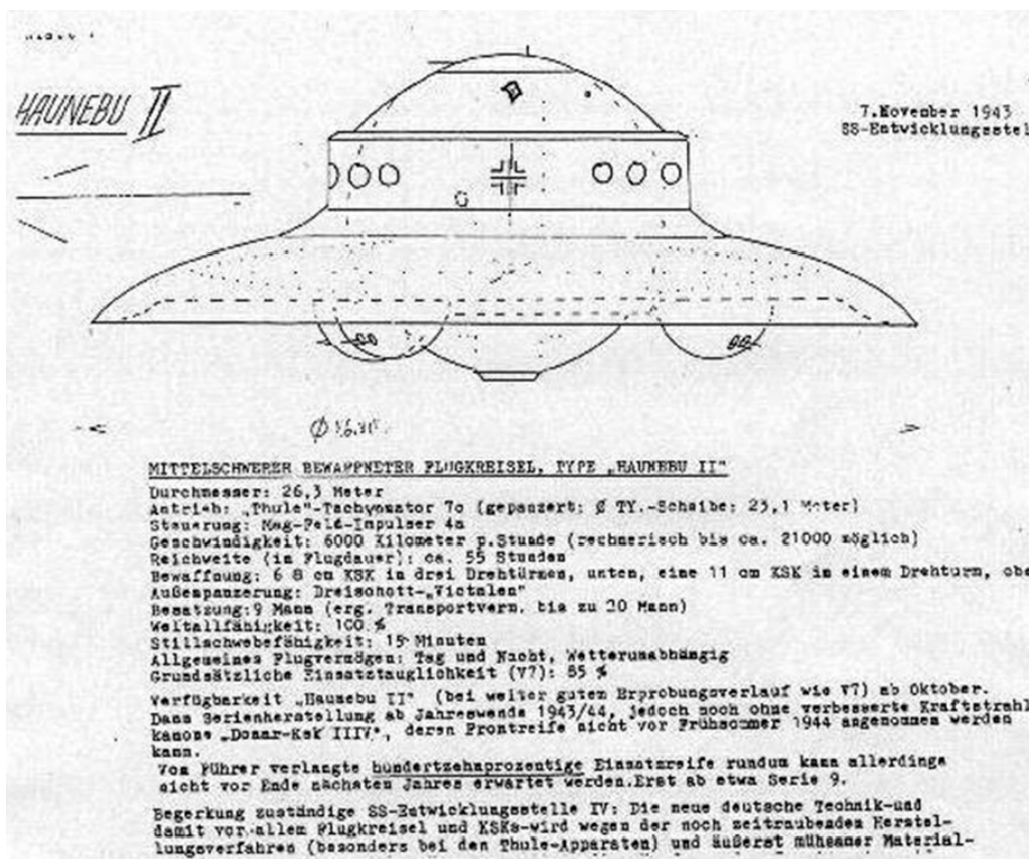 HAUNEBU II
7.November 1943
SS-Entwicklungsstel
MITTELSCHWERER BEWAFFNETER FLUGKREISEL, TYPE „HAUNEBU II"
Durchmesser: 26,3 Meter
Antrieb: „Thule"-Tachyonator 7c (gepanzert: Ø TY.-Scheibe: 23,1 Meter)
Steuerung: Mag-Feld-Impulser 4a
Geschwindigkeit: 6000 Kilometer p.Stunde (rechnerisch bis ca. 21000 möglich)
Reichweite (in Flugdauer): ca. 55 Stunden
Bewaffnung: 6 8 cm KSK in drei Drehtürmen, unten, eine 11 cm KSK in einem Drehturm, obe
Außenpanzerung: Dreischott-„Victalen"
Besatzung:9 Mann (erg. Transportverm. bis zu 20 Mann)
Weltallfähigkeit: 100 %
Stillschwebefähigkeit: 15 Minuten
Allgemeines Flugvermögen: Tag und Nacht, Wetterunabhängig
Grundsätzliche Einsatztauglichkeit (V7): 85 %
Verfügbarkeit „Haunebu II" (bei weiter gutem Erprobungsverlauf wie V7) ab Oktober.
Dann Serienherstellung ab Jahreswende 1943/44, jedoch noch ohne verbesserte Kraftstrahl
kanone „Donar-Ksk IIIV", deren Frontreife nicht vor Frühsommer 1944 angenommen werden
kann.
Vom Führer verlangte hundertzehnprozentige Einsatzreife rundum kann allerdings
nicht vor Ende nächsten Jahres erwartet werden.Erst ab etwa Serie 9.
Begerkung zuständige SS-Entwicklungsstelle IV: Die neue deutsche Technik-und
damit vor allem Flugkreisel und KSKs-wird wegen der noch zeitraubenden Herstel-
lungsverfahren (besonders bei den Thule-Apparaten) und äußerst mühsamer Material-